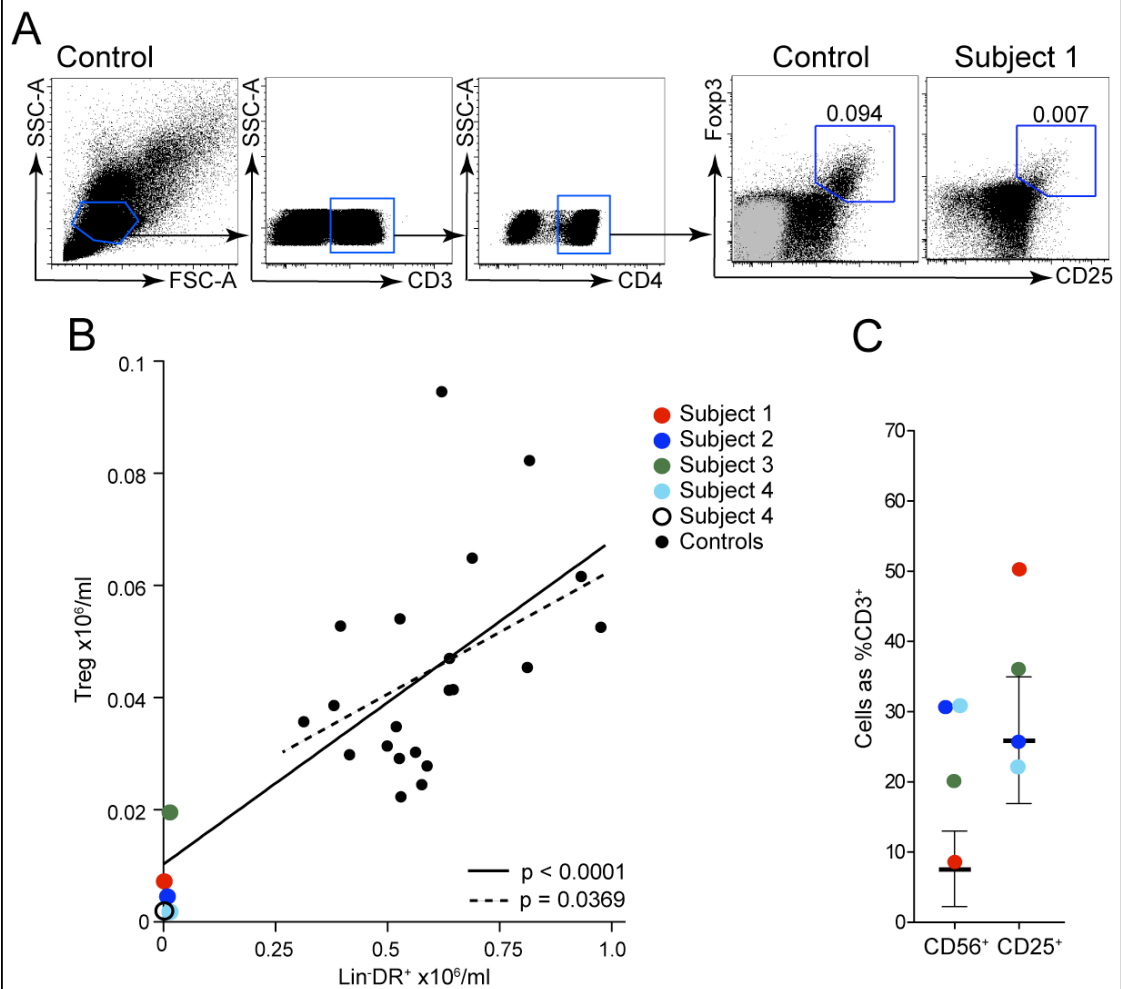 A
Control
Control
Subject 1
SSC-A
FSC-A
SSC-A
CD3
SSC-A
CD4
Foxp3
0.094
0.007
CD25
B
0.1
0.08
0.06
0.04
0.02
0
Treg x10⁶/ml
0
0.25
0.5
0.75
1.0
Lin⁻DR⁺ x10⁶/ml
p < 0.0001
p = 0.0369
Subject 1
Subject 2
Subject 3
Subject 4
Subject 4
Controls
C
70
60
50
40
30
20
10
0
Cells as %CD3⁺
CD56⁺ CD25⁺